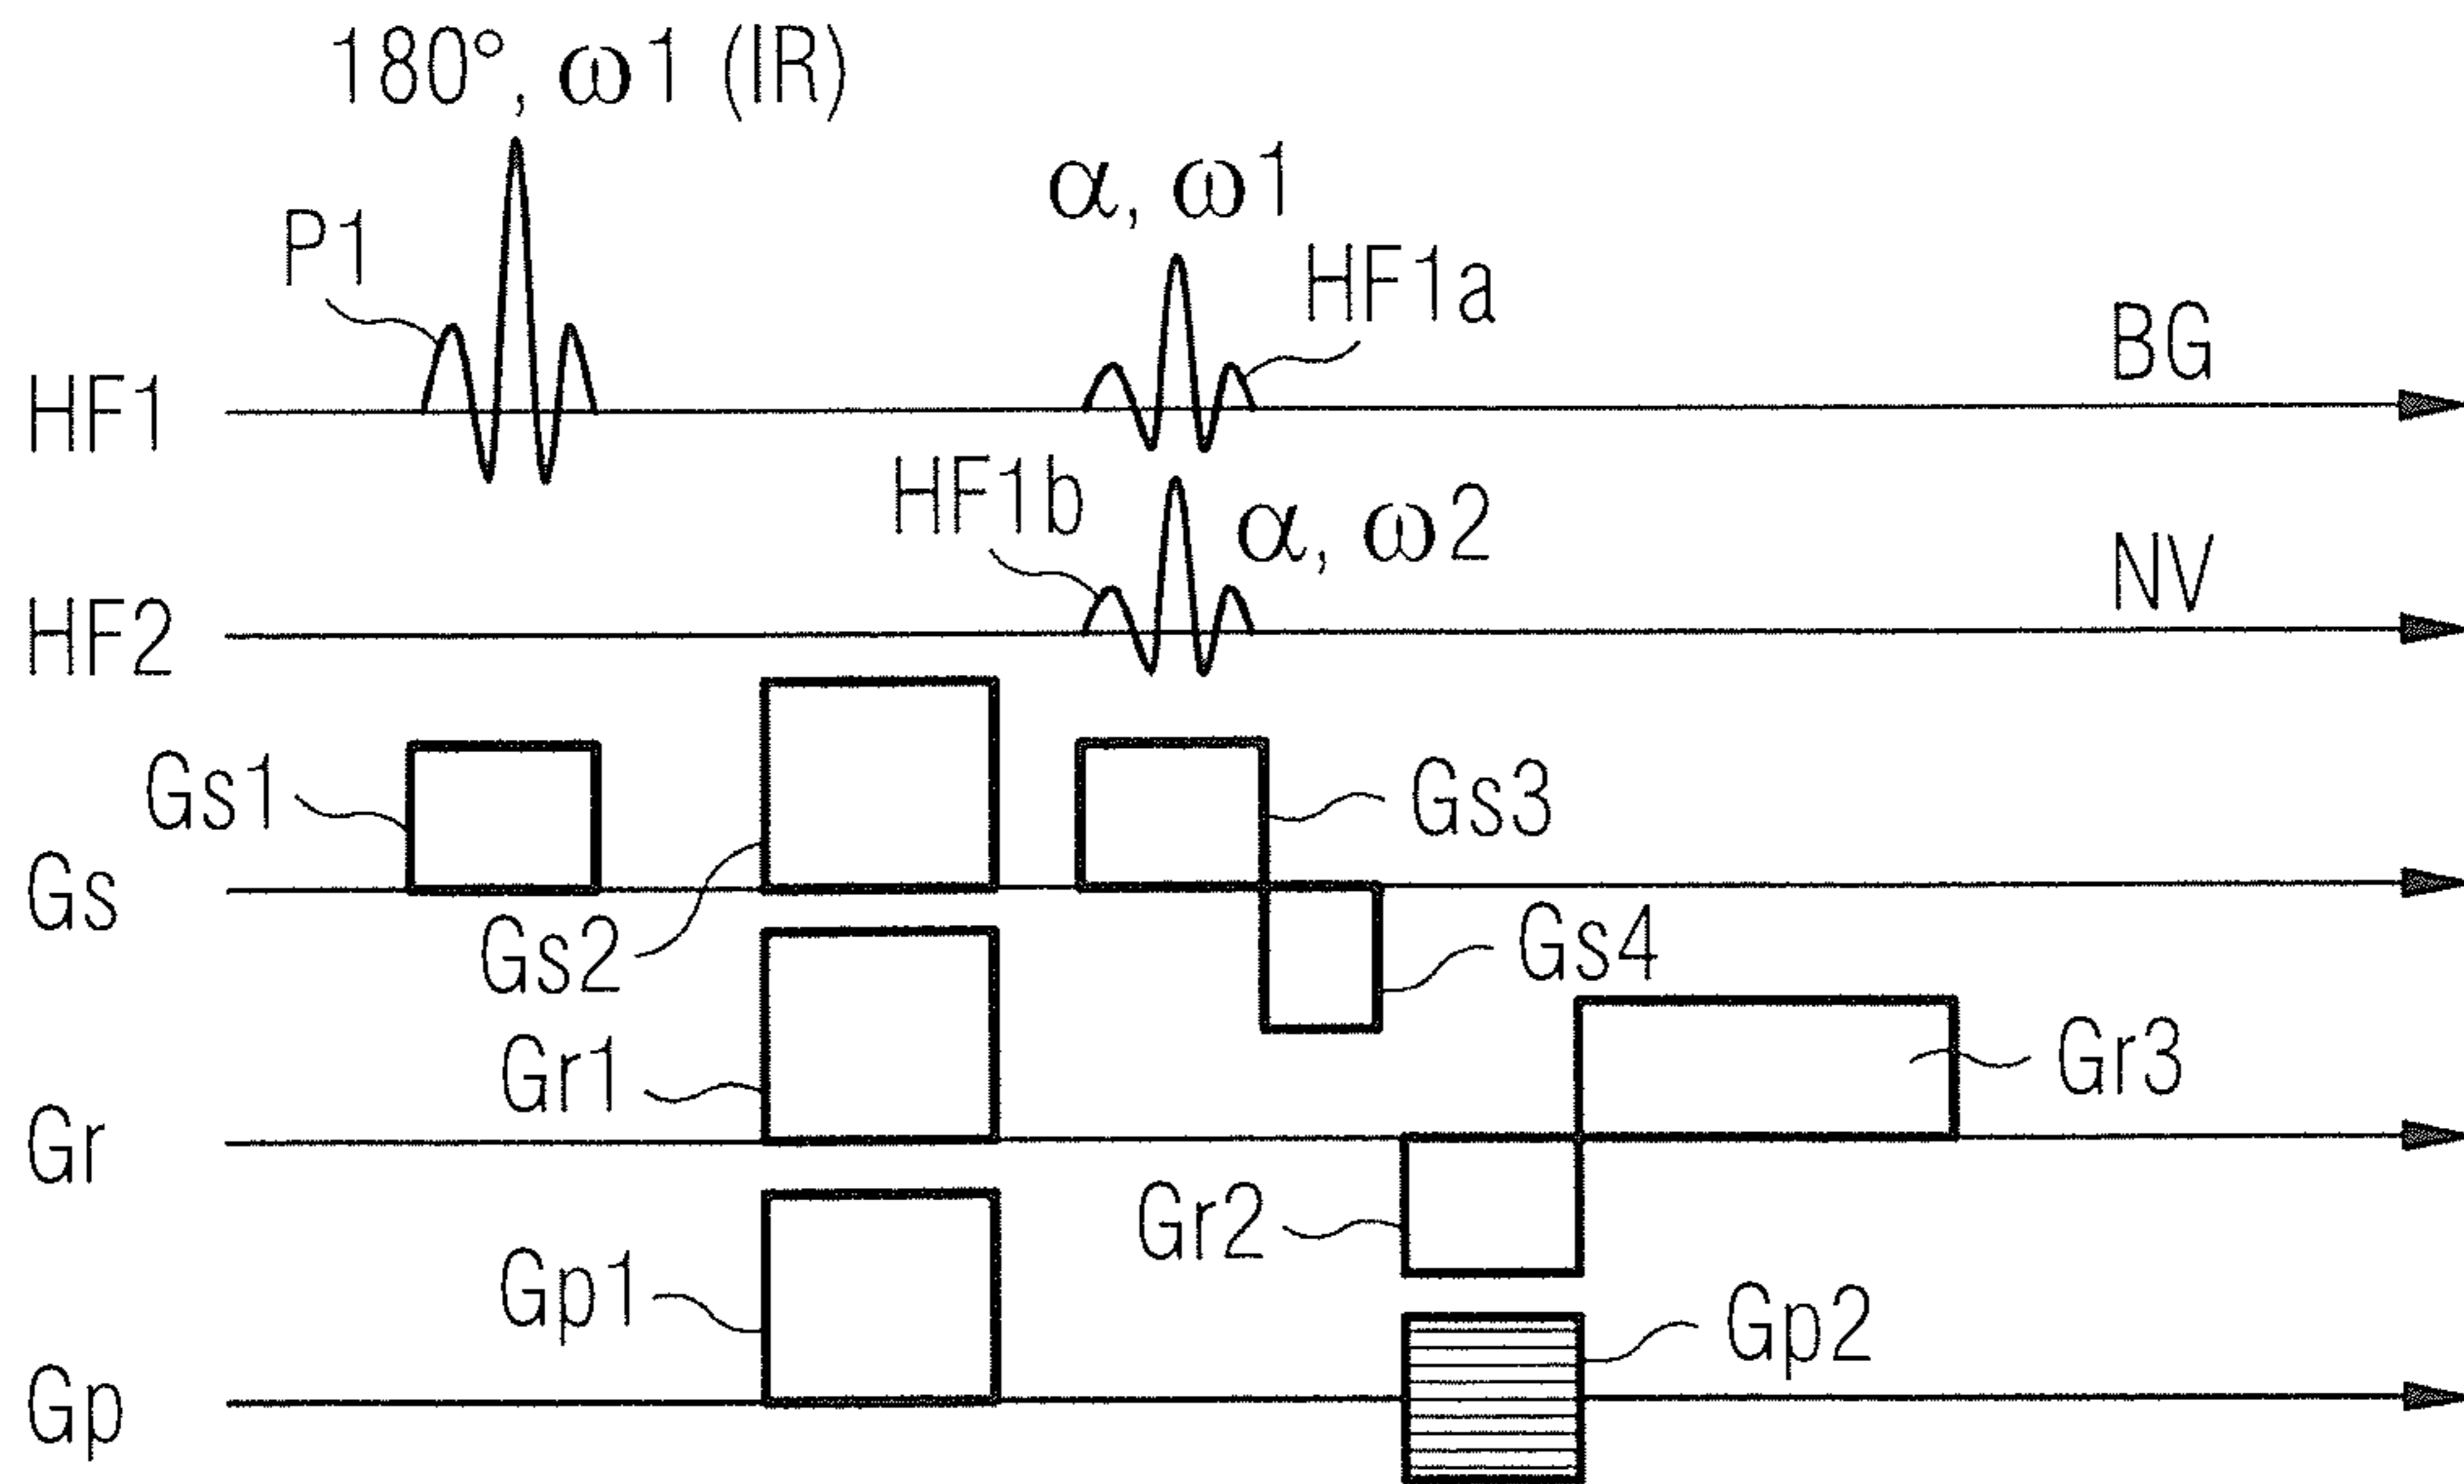 180°, ω1 (IR)
α, ω1
P1
HF1a
BG
HF1
HF1b
α, ω2
NV
HF2
Gs1
Gs3
Gs
Gs2
Gs4
Gr1
Gr3
Gr
Gr2
Gp1
Gp2
Gp